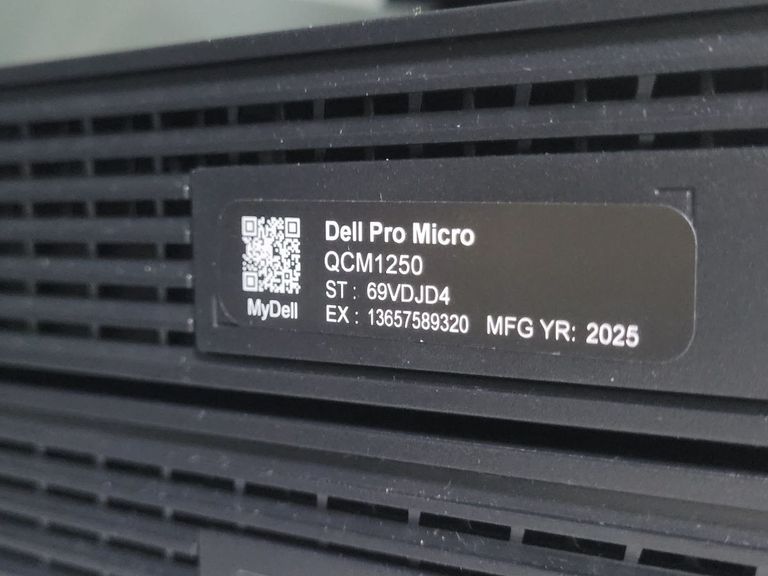 Dell Pro Micro
QCM1250
ST : 69VDJD4
EX : 13657589320 MFG YR: 2025
MyDell